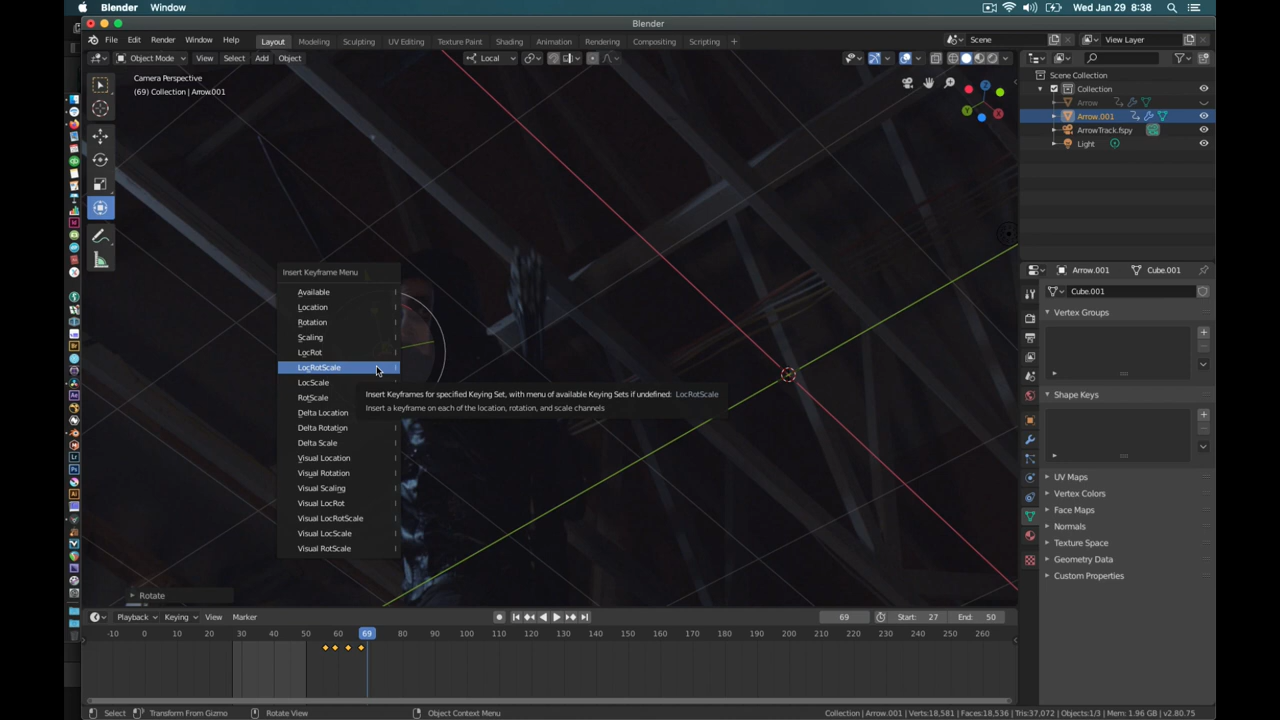 Blender Window Wed Jan 29 8:38
Blender
File Edit Render Window Help Layout Modeling Sculpting UV Editing Texture Paint Shading Animation Rendering Compositing Scripting + Scene View Layer
Object Mode View Select Add Object Local
Camera Perspective
(69) Collection | Arrow.001
Z
Y
X
Scene Collection
Collection
Arrow
Arrow.001
ArrowTrack.fspy
Light
Arrow.001 Cube.001
Cube.001
Vertex Groups
Shape Keys
UV Maps
Vertex Colors
Face Maps
Normals
Texture Space
Geometry Data
Custom Properties
Insert Keyframe Menu
Available I
Location I
Rotation I
Scaling I
LocRot I
LocRotScale I
LocScale I
RotScale I
Delta Location I
Delta Rotation I
Delta Scale I
Visual Location I
Visual Rotation I
Visual Scaling I
Visual LocRot I
Visual LocRotScale I
Visual LocScale I
Visual RotScale I
Insert Keyframes for specified Keying Set, with menu of available Keying Sets if undefined: LocRotScale
Insert a keyframe on each of the location, rotation, and scale channels
Rotate
Playback Keying View Marker 69 Start: 27 End: 50
-10 0 10 20 30 40 50 60 69 80 90 100 110 120 130 140 150 160 170 180 190 200 210 220 230 240 250 260
Select Transform From Gizmo Rotate View Object Context Menu Collection | Arrow.001 | Verts:18,581 | Faces:18,536 | Tris:37,072 | Objects:1/3 | Mem: 1.96 GB | v2.80.75